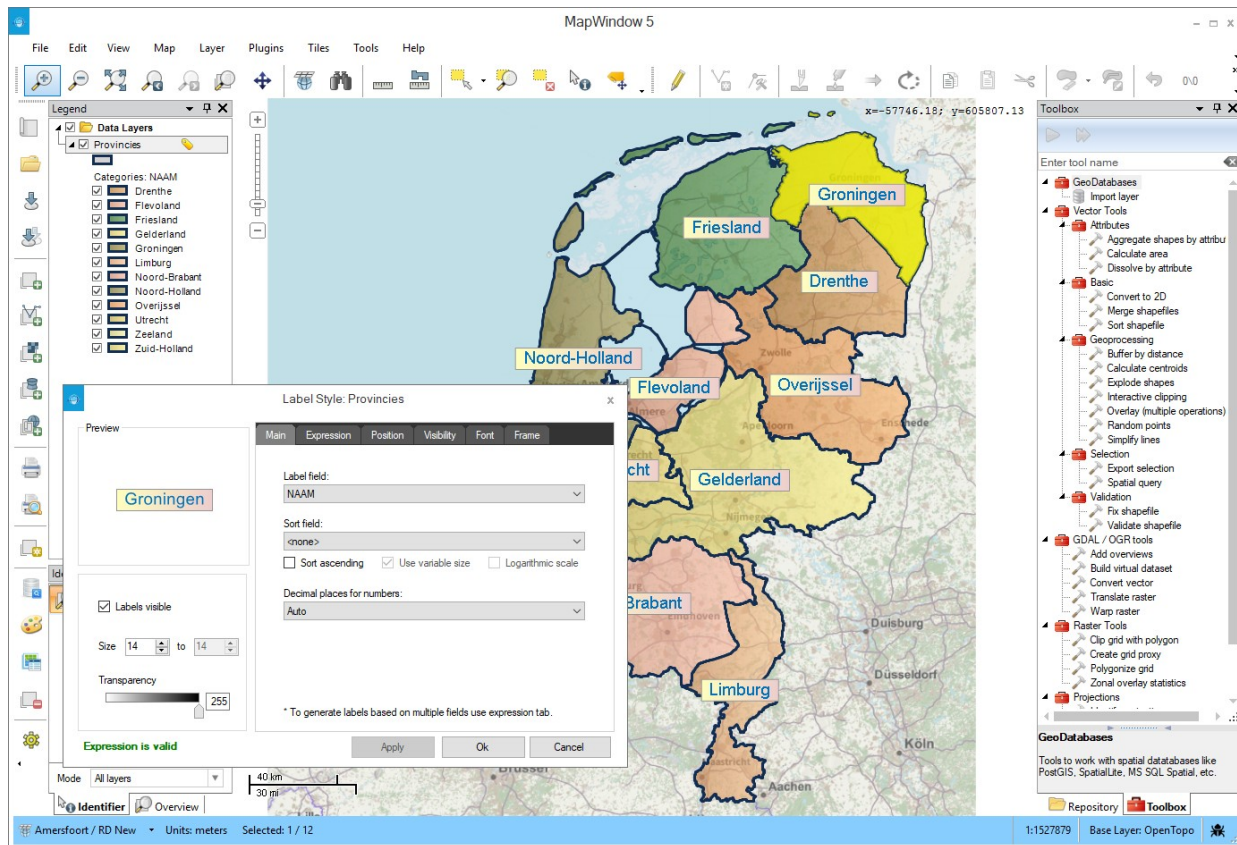 MapWindow 5
File Edit View Map Layer Plugins Tiles Tools Help
Legend
Data Layers
Provincies
Categories: NAAM
Drenthe
Flevoland
Friesland
Gelderland
Groningen
Limburg
Noord-Brabant
Noord-Holland
Overijssel
Utrecht
Zeeland
Zuid-Holland
x=-57746.18; y=605807.13
Groningen
Friesland
Drenthe
Noord-Holland
Zwolle
Flevoland
Overijssel
Almere
Enschede
cht
Gelderland
Nijmegen
Brabant
Eindhoven
Duisburg
Limburg
Düsseldorf
Maastricht
Köln
Aachen
40 km
30 mi
Label Style: Provincies
x
Preview
Groningen
Labels visible
Size 14 to 14
Transparency
255
Expression is valid
Main Expression Position Visibility Font Frame
Label field:
NAAM
Sort field:
<none>
Sort ascending Use variable size Logarithmic scale
Decimal places for numbers:
Auto
* To generate labels based on multiple fields use expression tab.
Apply Ok Cancel
Mode All layers
Identifier Overview
Toolbox
Enter tool name
GeoDatabases
Import layer
Vector Tools
Attributes
Aggregate shapes by attribu
Calculate area
Dissolve by attribute
Basic
Convert to 2D
Merge shapefiles
Sort shapefile
Geoprocessing
Buffer by distance
Calculate centroids
Explode shapes
Interactive clipping
Overlay (multiple operations)
Random points
Simplify lines
Selection
Export selection
Spatial query
Validation
Fix shapefile
Validate shapefile
GDAL / OGR tools
Add overviews
Build virtual dataset
Convert vector
Translate raster
Warp raster
Raster Tools
Clip grid with polygon
Create grid proxy
Polygonize grid
Zonal overlay statistics
Projections
GeoDatabases
Tools to work with spatial datatabases like
PostGIS, SpatialLite, MS SQL Spatial, etc.
Repository Toolbox
Amersfoort / RD New Units: meters Selected: 1 / 12
1:1527879 Base Layer: OpenTopo